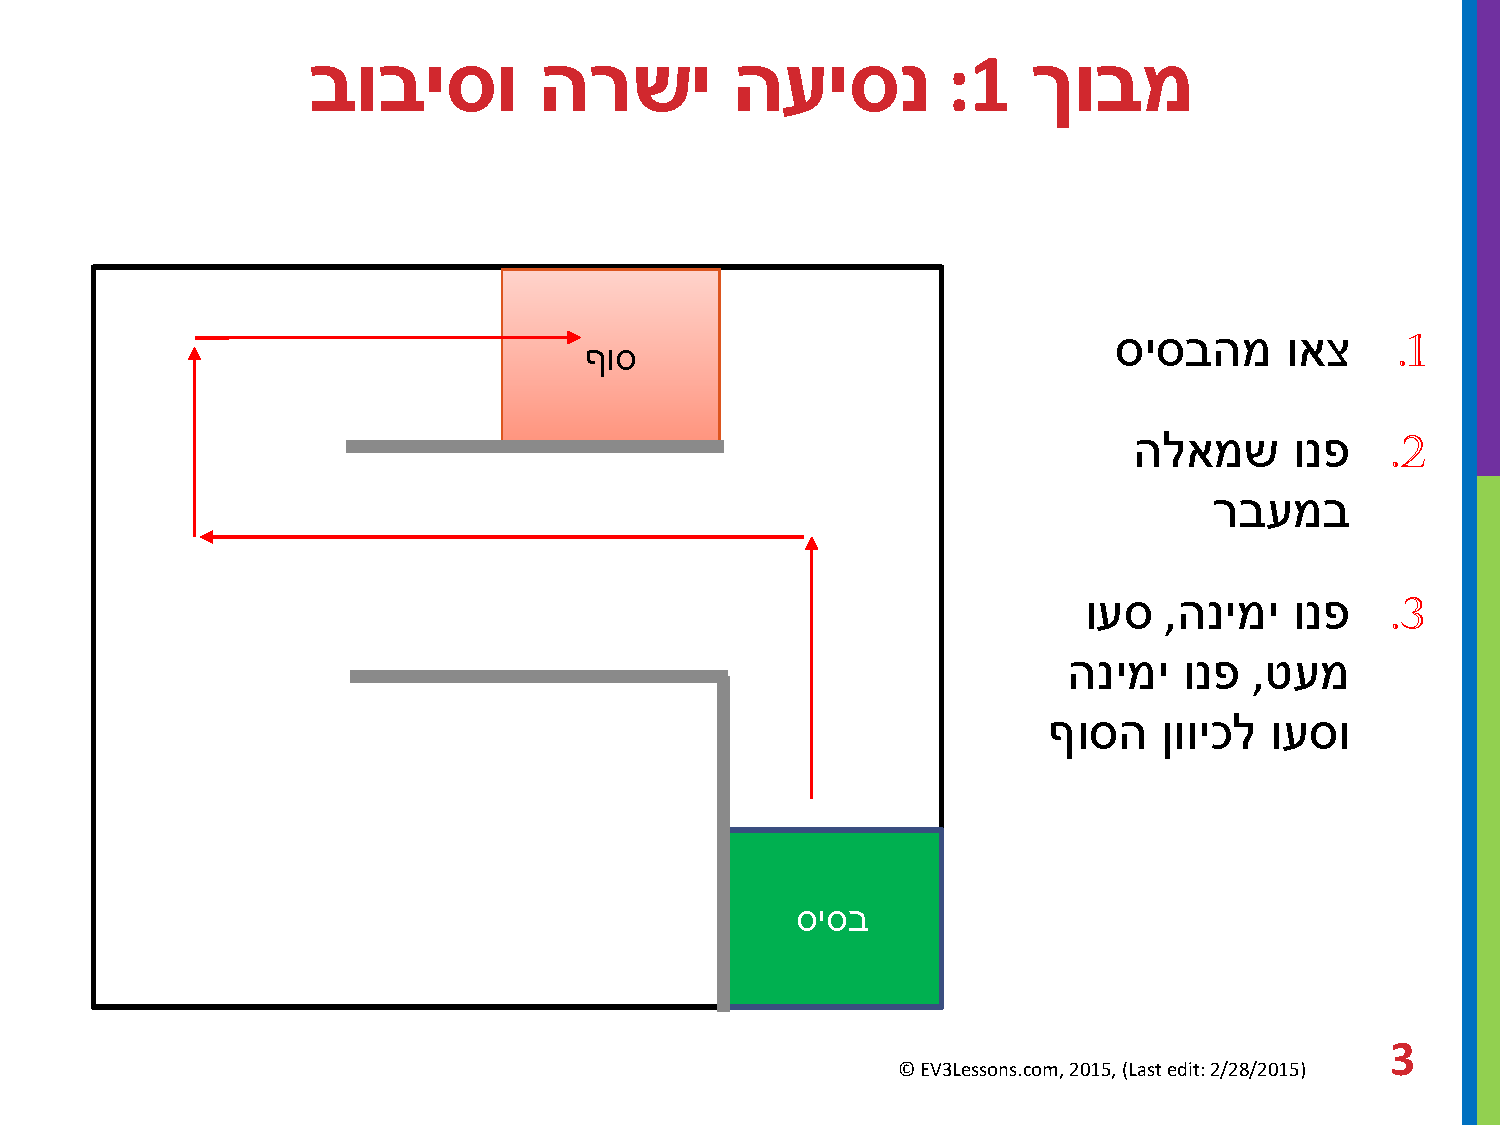 מבוך 1: נסיעה ישרה וסיבוב
סוף
בסיס
1. צאו מהבסיס
2. פנו שמאלה
במעבר
3. פנו ימינה, סעו
מעט, פנו ימינה
וסעו לכיוון הסוף
© EV3Lessons.com, 2015, (Last edit: 2/28/2015)
3